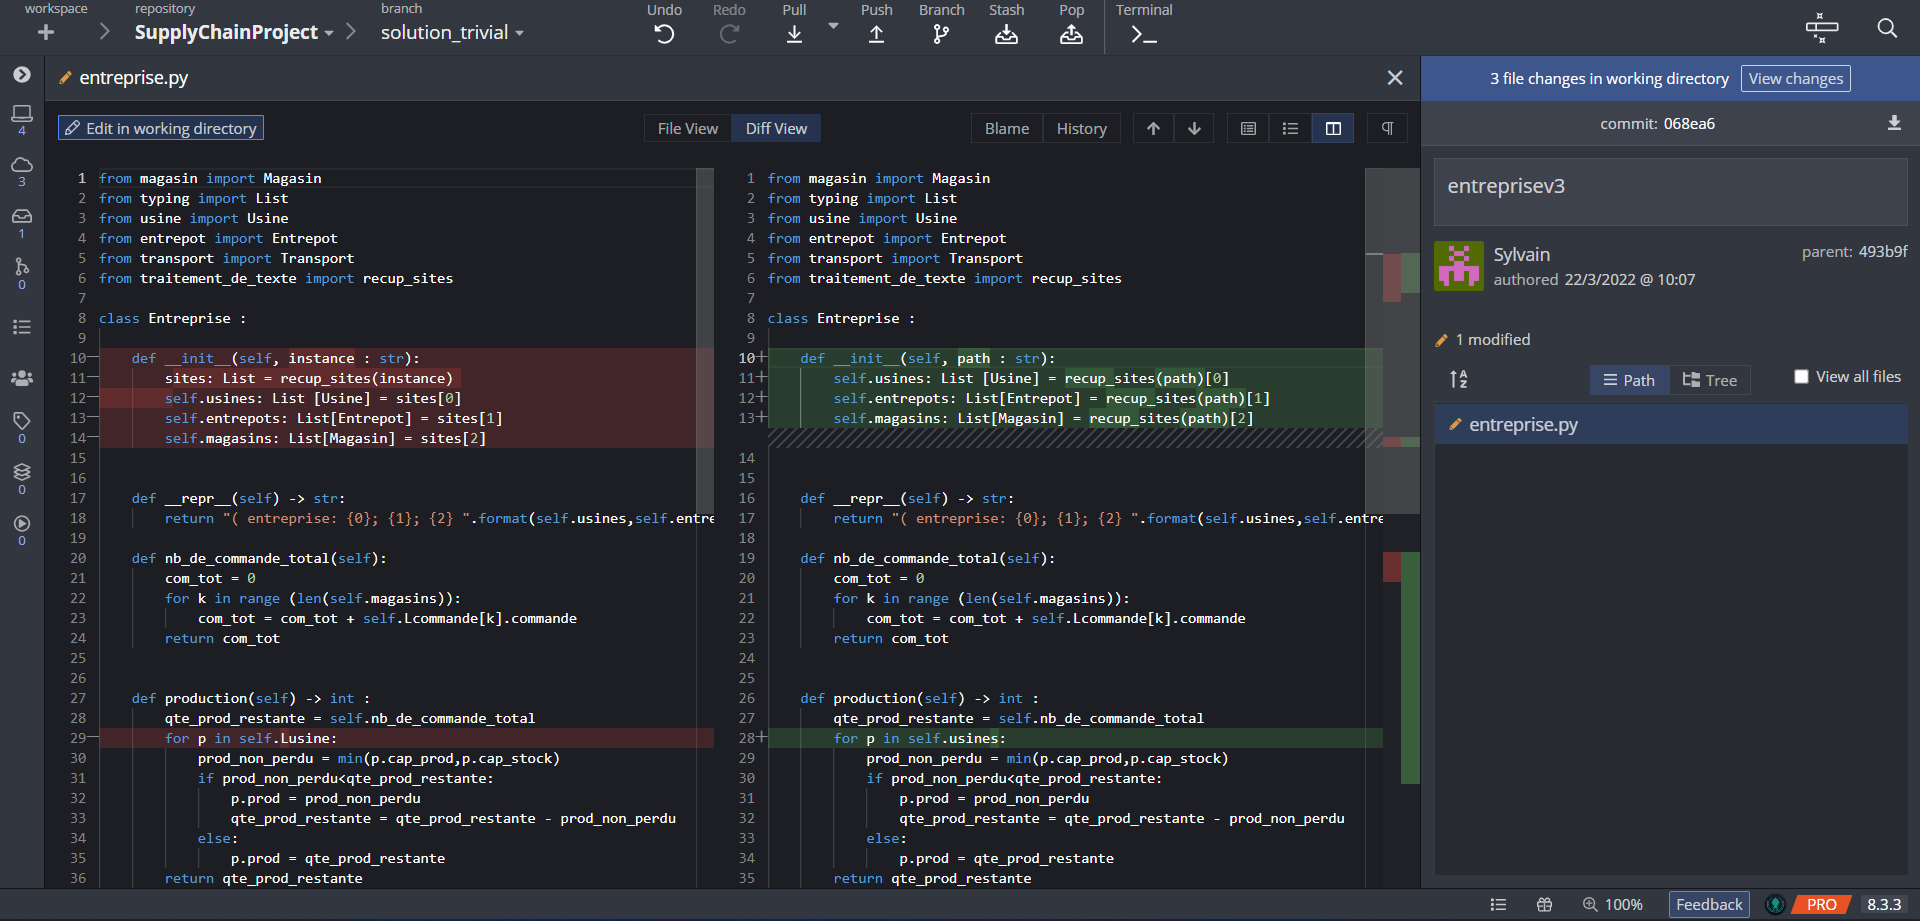 workspace
repository
SupplyChainProject
branch
solution_trivial
Undo
Redo
Pull
Push
Branch
Stash
Pop
Terminal
4
3
1
0
0
0
0
entreprise.py
Edit in working directory
File View
Diff View
Blame
History
1 from magasin import Magasin
2 from typing import List
3 from usine import Usine
4 from entrepot import Entrepot
5 from transport import Transport
6 from traitement_de_texte import recup_sites
7
8 class Entreprise :
9
10— def __init__(self, instance : str):
11— sites: List = recup_sites(instance)
12— self.usines: List [Usine] = sites[0]
13— self.entrepots: List[Entrepot] = sites[1]
14— self.magasins: List[Magasin] = sites[2]
15
16
17 def __repr__(self) -> str:
18 return "( entreprise: {0}; {1}; {2} ".format(self.usines,self.entre
19
20 def nb_de_commande_total(self):
21 com_tot = 0
22 for k in range (len(self.magasins)):
23 com_tot = com_tot + self.Lcommande[k].commande
24 return com_tot
25
26
27 def production(self) -> int :
28 qte_prod_restante = self.nb_de_commande_total
29— for p in self.Lusine:
30 prod_non_perdu = min(p.cap_prod,p.cap_stock)
31 if prod_non_perdu<qte_prod_restante:
32 p.prod = prod_non_perdu
33 qte_prod_restante = qte_prod_restante - prod_non_perdu
34 else:
35 p.prod = qte_prod_restante
36 return qte_prod_restante
1 from magasin import Magasin
2 from typing import List
3 from usine import Usine
4 from entrepot import Entrepot
5 from transport import Transport
6 from traitement_de_texte import recup_sites
7
8 class Entreprise :
9
10+ def __init__(self, path : str):
11+ self.usines: List [Usine] = recup_sites(path)[0]
12+ self.entrepots: List[Entrepot] = recup_sites(path)[1]
13+ self.magasins: List[Magasin] = recup_sites(path)[2]
14
15
16 def __repr__(self) -> str:
17 return "( entreprise: {0}; {1}; {2} ".format(self.usines,self.entre
18
19 def nb_de_commande_total(self):
20 com_tot = 0
21 for k in range (len(self.magasins)):
22 com_tot = com_tot + self.Lcommande[k].commande
23 return com_tot
24
25
26 def production(self) -> int :
27 qte_prod_restante = self.nb_de_commande_total
28+ for p in self.usines:
29 prod_non_perdu = min(p.cap_prod,p.cap_stock)
30 if prod_non_perdu<qte_prod_restante:
31 p.prod = prod_non_perdu
32 qte_prod_restante = qte_prod_restante - prod_non_perdu
33 else:
34 p.prod = qte_prod_restante
35 return qte_prod_restante
3 file changes in working directory
View changes
commit: 068ea6
entreprisev3
Sylvain
authored 22/3/2022 @ 10:07
parent: 493b9f
1 modified
Path
Tree
View all files
entreprise.py
100%
Feedback
PRO
8.3.3